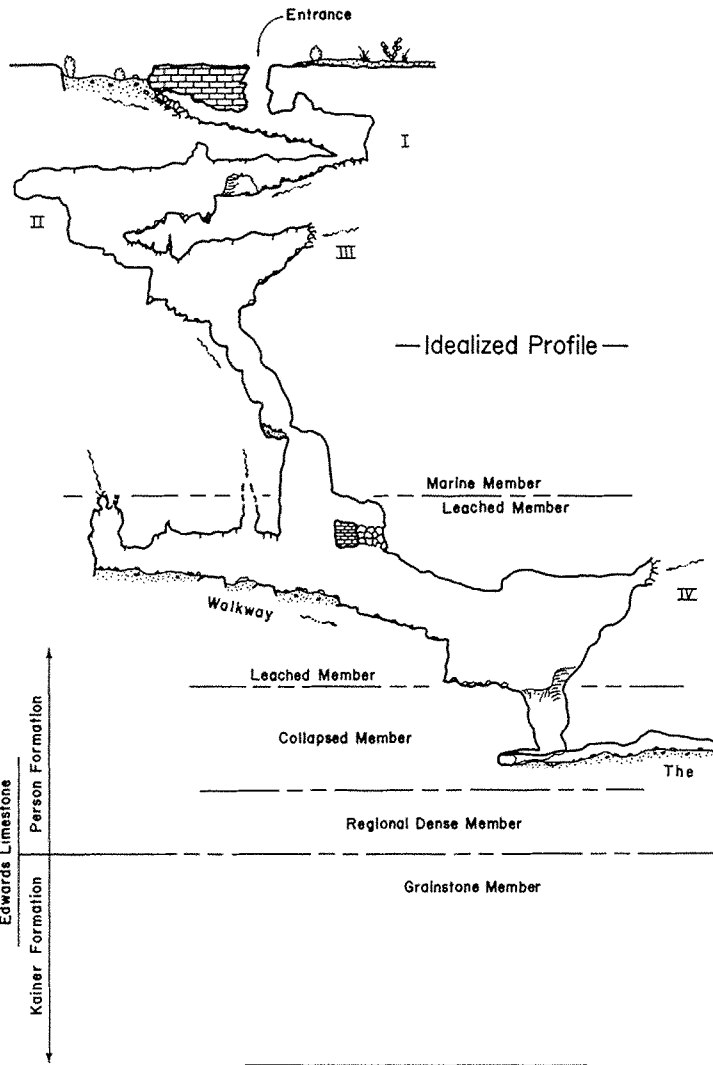 Entrance
I
II
III
—Idealized Profile—
Marine Member
Leached Member
IV
Walkway
Leached Member
Collapsed Member
The
Regional Dense Member
Grainstone Member
Person Formation
Edwards Limestone
Kainer Formation